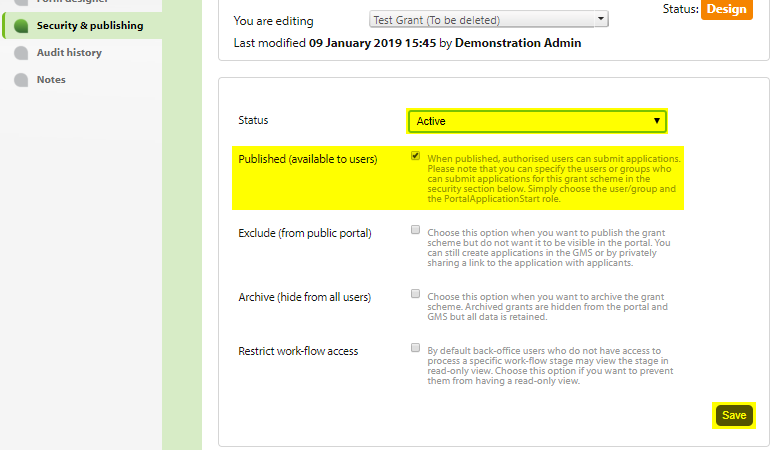 Form designer
Security & publishing
Audit history
Notes
Status: Design
You are editing Test Grant (To be deleted)
Last modified 09 January 2019 15:45 by Demonstration Admin
Status Active
Published (available to users) When published, authorised users can submit applications.
Please note that you can specify the users or groups who
can submit applications for this grant scheme in the
security section below. Simply choose the user/group and
the PortalApplicationStart role.
Exclude (from public portal) Choose this option when you want to publish the grant
scheme but do not want it to be visible in the portal. You
can still create applications in the GMS or by privately
sharing a link to the application with applicants.
Archive (hide from all users) Choose this option when you want to archive the grant
scheme. Archived grants are hidden from the portal and
GMS but all data is retained.
Restrict work-flow access By default back-office users who do not have access to
process a specific work-flow stage may view the stage in
read-only view. Choose this option if you want to prevent
them from having a read-only view.
Save